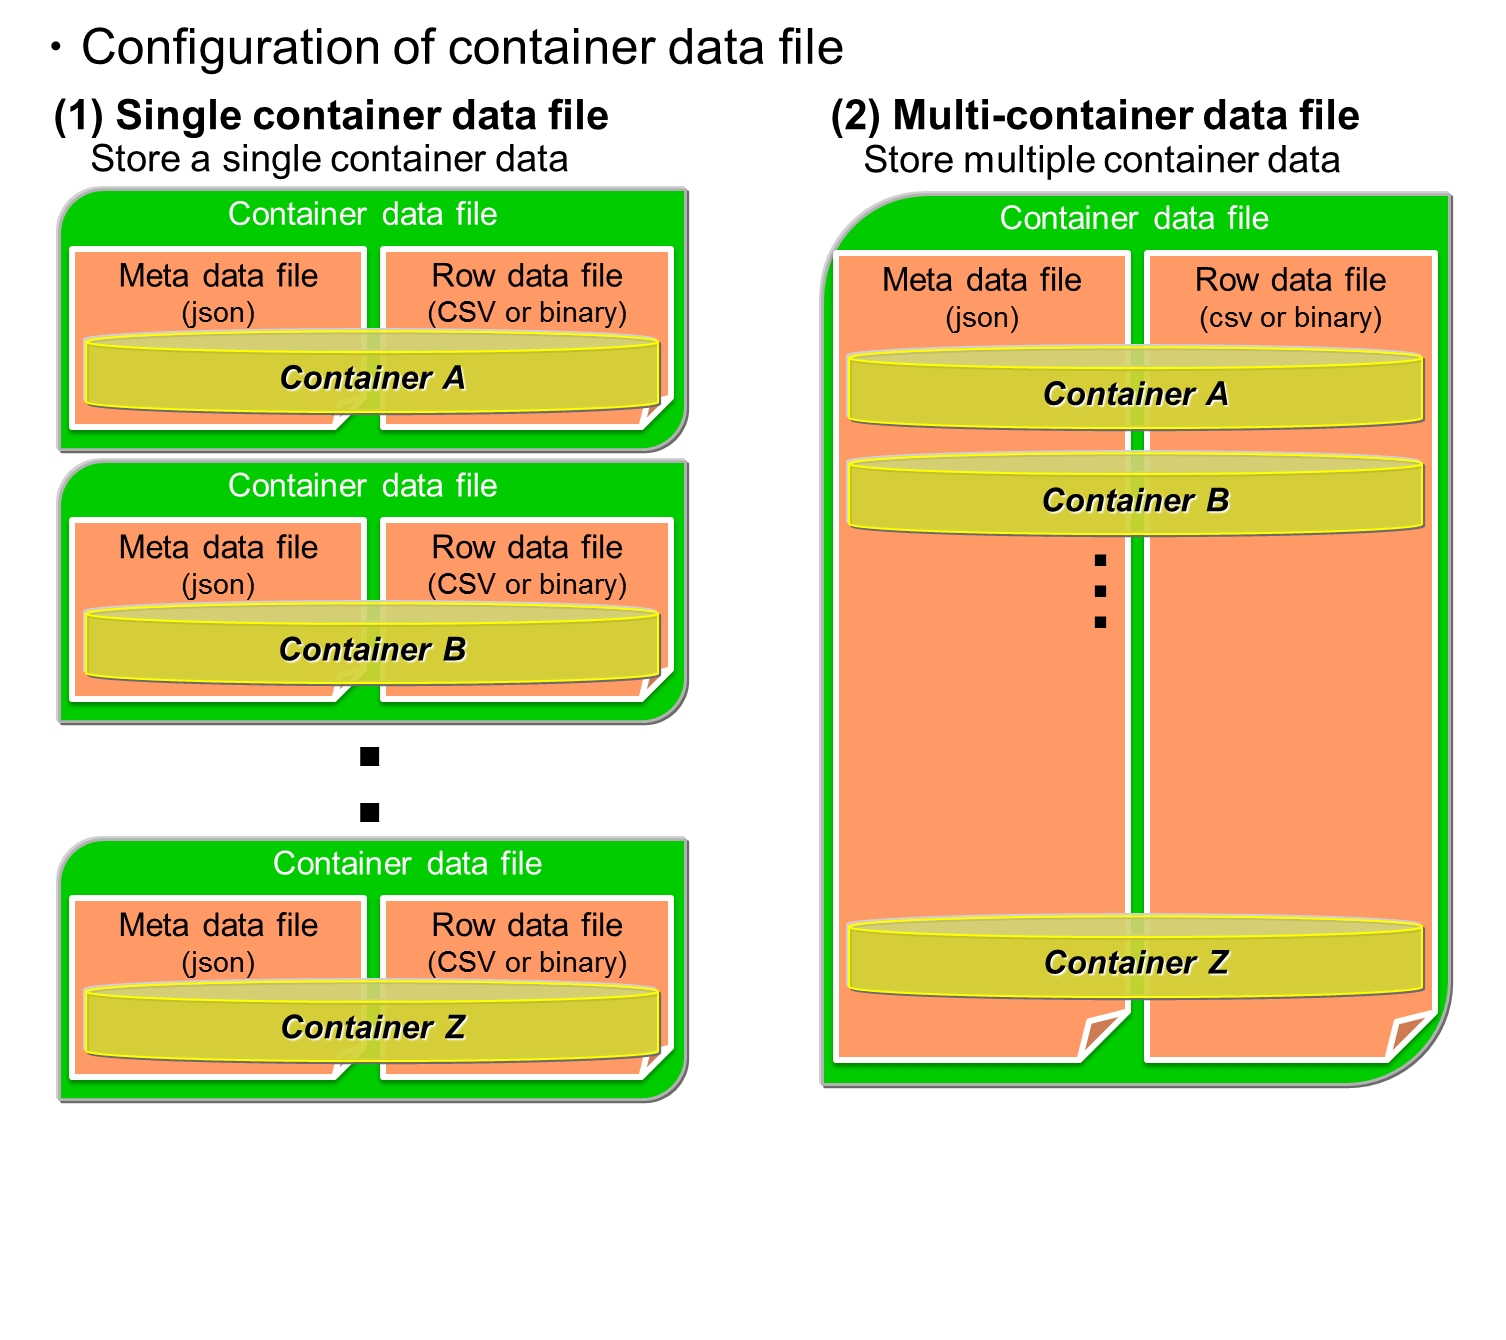 ・Configuration of container data file
(1) Single container data file
Store a single container data
Container data file
Meta data file
(json)
Row data file
(CSV or binary)
Container A
Container data file
Meta data file
(json)
Row data file
(CSV or binary)
Container B
Container data file
Meta data file
(json)
Row data file
(CSV or binary)
Container Z
(2) Multi-container data file
Store multiple container data
Container data file
Meta data file
(json)
Row data file
(csv or binary)
Container A
Container B
Container Z